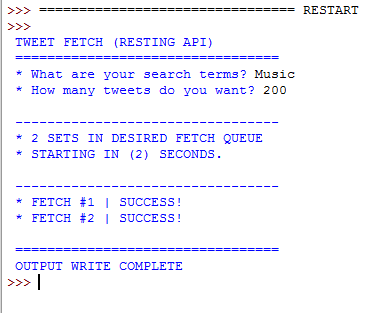 >>> ================================ RESTART
>>>
TWEET FETCH (RESTING API)
=================================
* What are your search terms? Music
* How many tweets do you want? 200
---------------------------------
* 2 SETS IN DESIRED FETCH QUEUE
* STARTING IN (2) SECONDS.
---------------------------------
* FETCH #1 | SUCCESS!
* FETCH #2 | SUCCESS!
=================================
OUTPUT WRITE COMPLETE
>>>